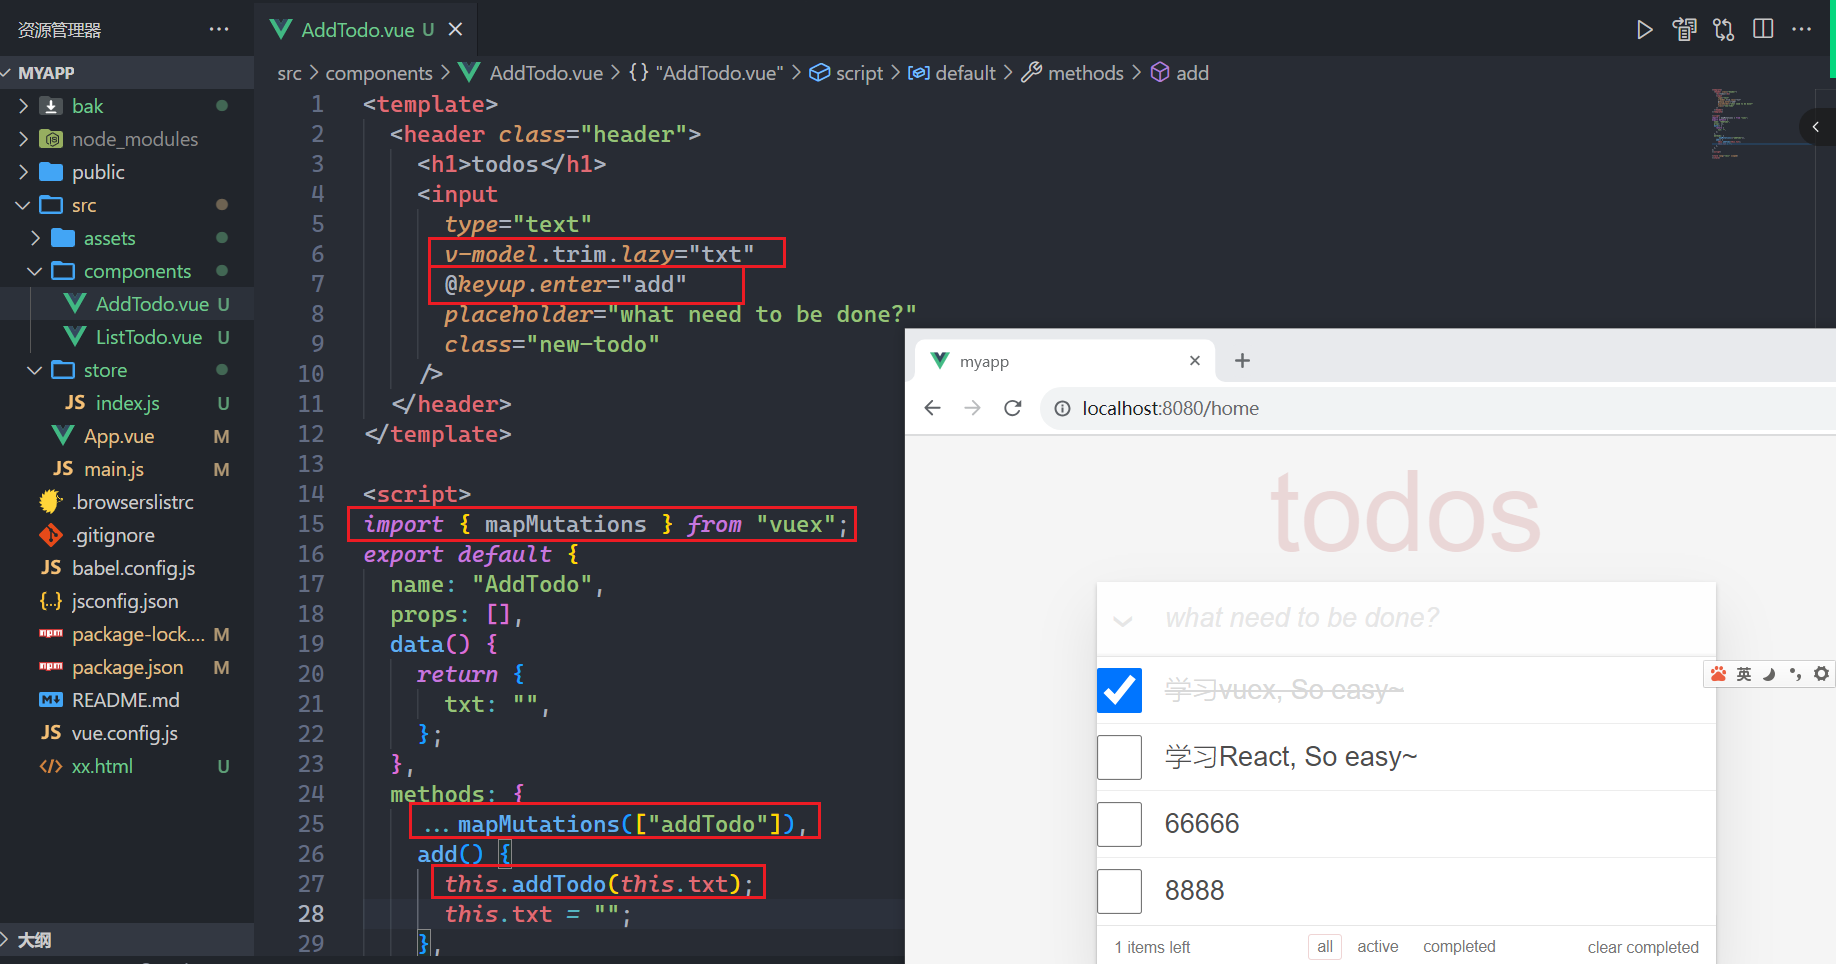 资源管理器
MYAPP
bak
node_modules
public
src
assets
components
AddTodo.vue U
ListTodo.vue U
store
JS index.js U
App.vue M
JS main.js M
.browserslistrc
.gitignore
JS babel.config.js
{..} jsconfig.json
npm package-lock.... M
npm package.json M
README.md
JS vue.config.js
</> xx.html U
大纲
AddTodo.vue U
src > components > AddTodo.vue > {} "AddTodo.vue" > script > default > methods > add
1 <template>
2 <header class="header">
3 <h1>todos</h1>
4 <input
5 type="text"
6 v-model.trim.lazy="txt"
7 @keyup.enter="add"
8 placeholder="what need to be done?"
9 class="new-todo"
10 />
11 </header>
12 </template>
13
14 <script>
15 import { mapMutations } from "vuex";
16 export default {
17 name: "AddTodo",
18 props: [],
19 data() {
20 return {
21 txt: "",
22 };
23 },
24 methods: {
25 ...mapMutations(["addTodo"]),
26 add() {
27 this.addTodo(this.txt);
28 this.txt = "";
29 },
myapp
localhost:8080/home
todos
what need to be done?
学习vuex, So easy~
学习React, So easy~
66666
8888
1 items left all active completed clear completed
英